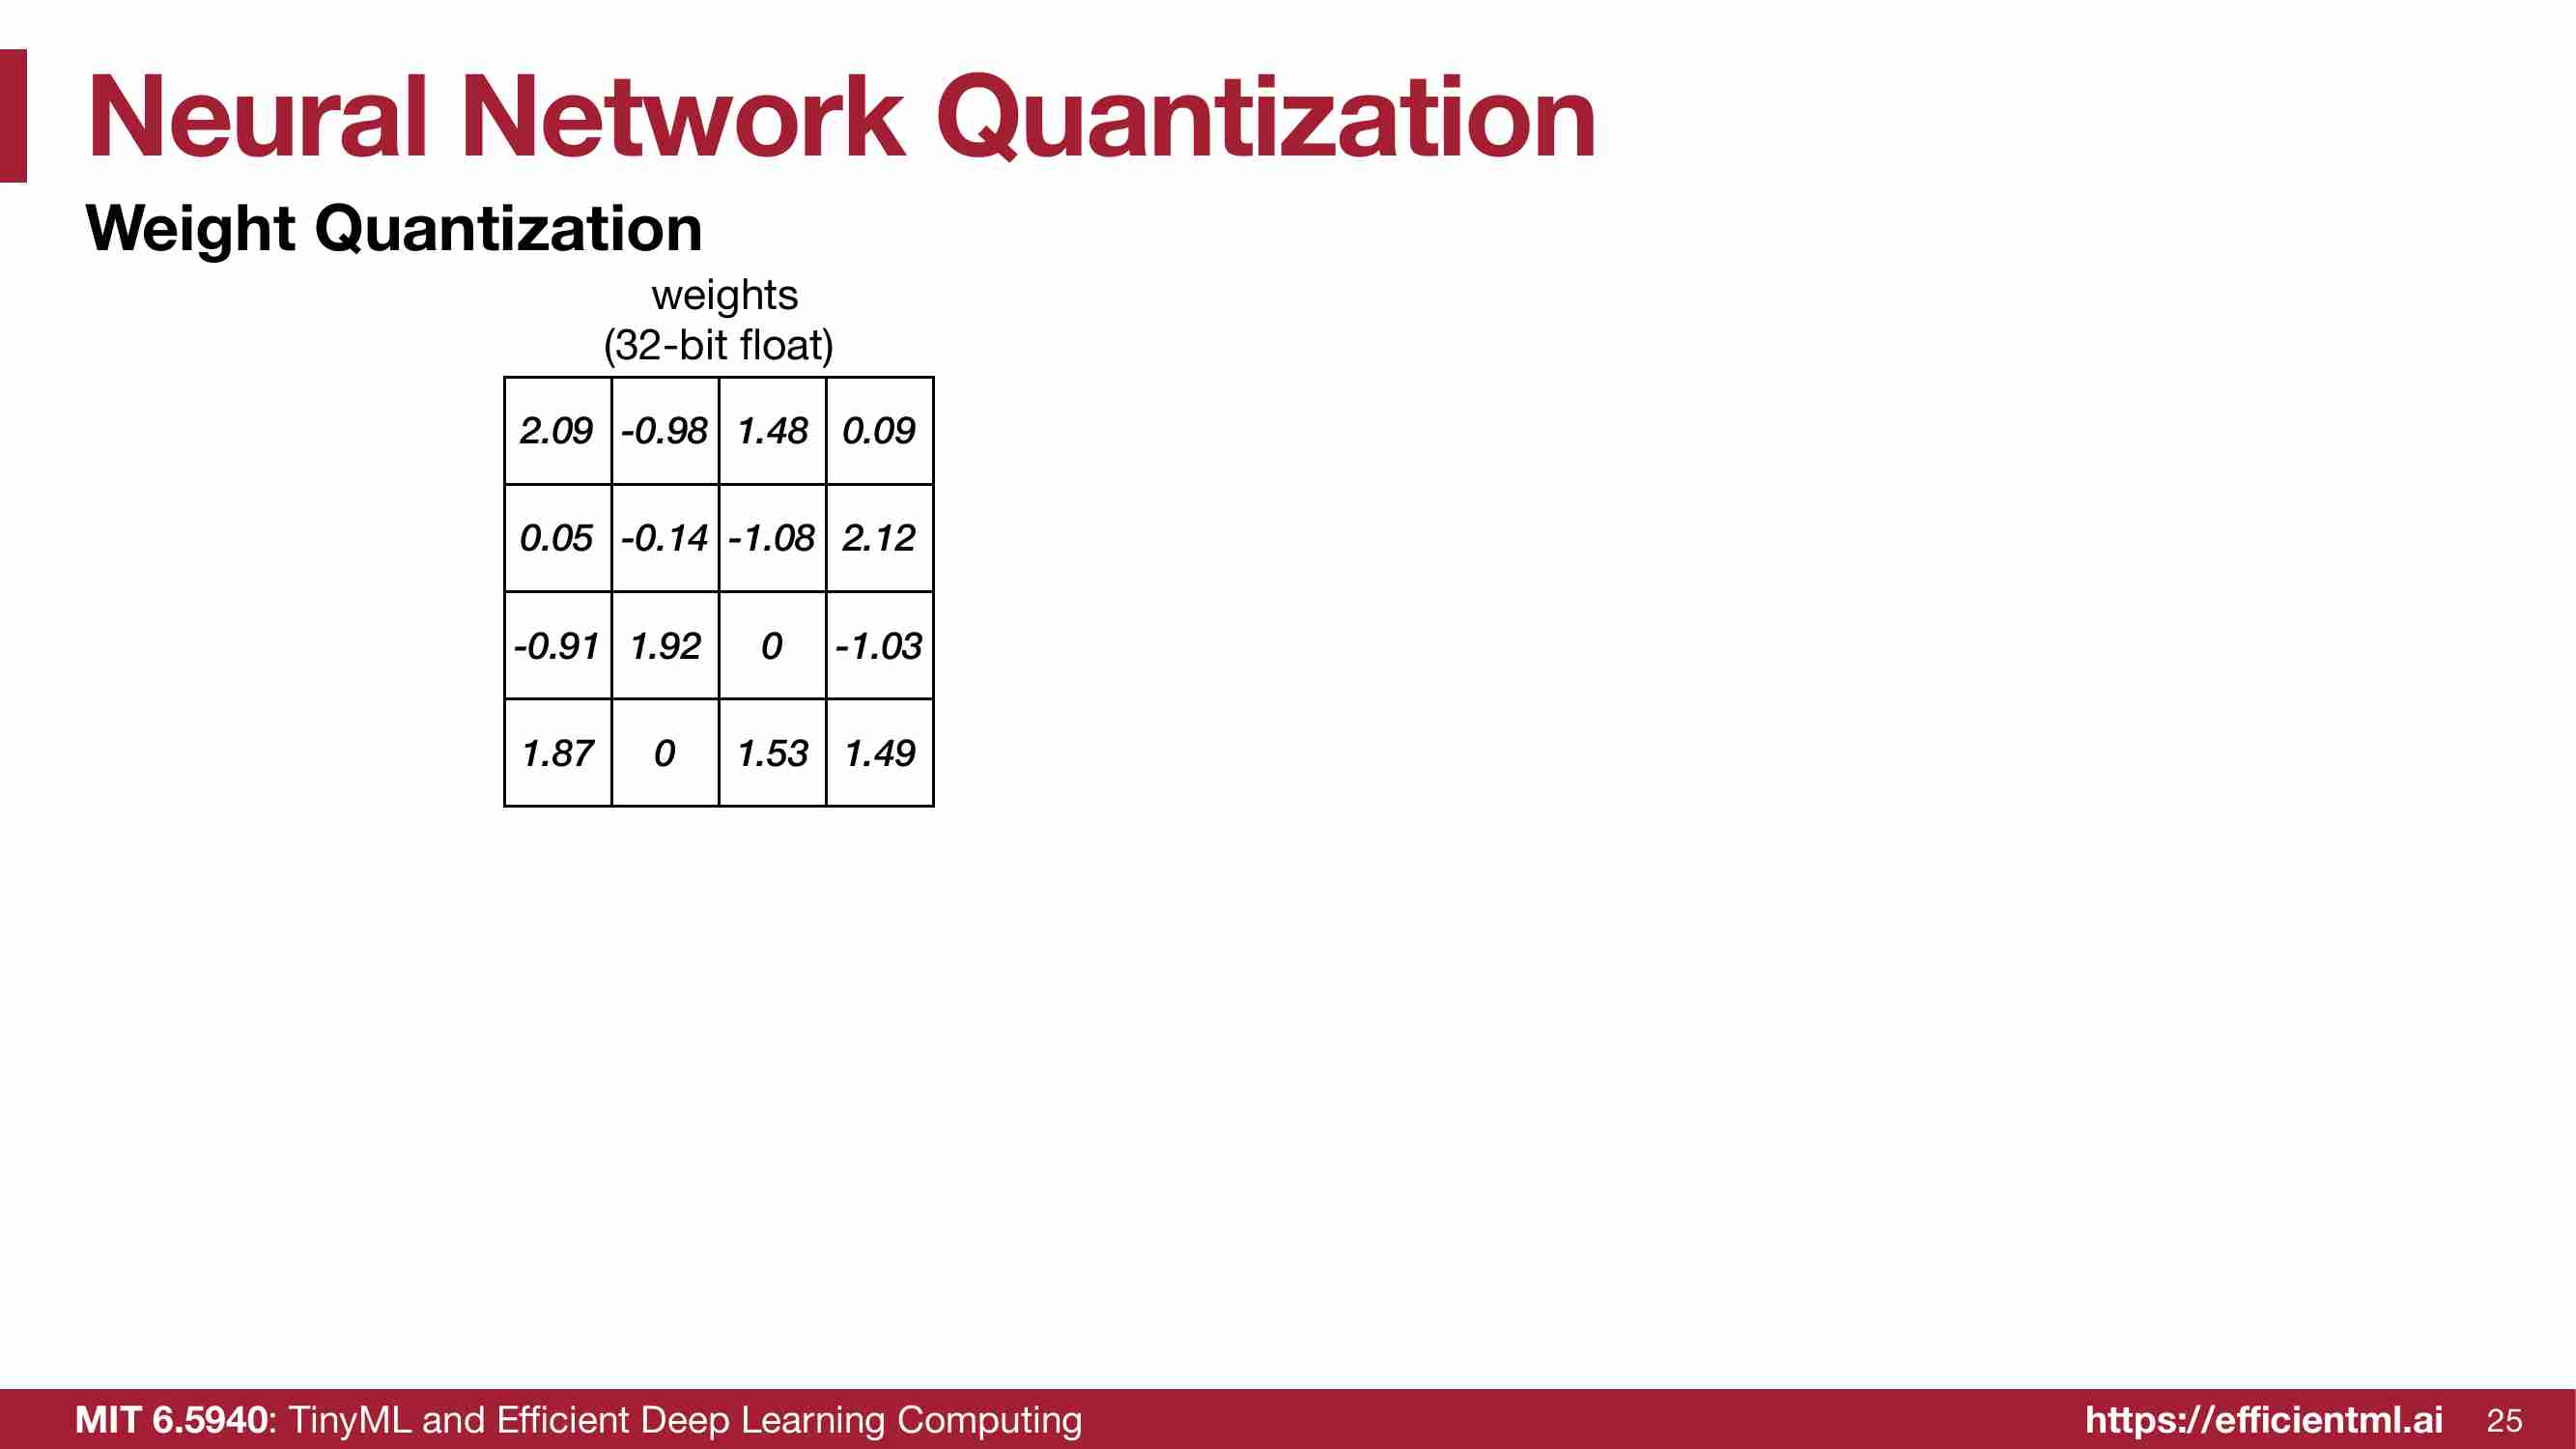 Neural Network Quantization
Weight Quantization
weights
(32-bit float)
2.09 -0.98 1.48 0.09
0.05 -0.14 -1.08 2.12
-0.91 1.92 0 -1.03
1.87 0 1.53 1.49
MIT 6.5940: TinyML and Efficient Deep Learning Computing https://efficientml.ai 25